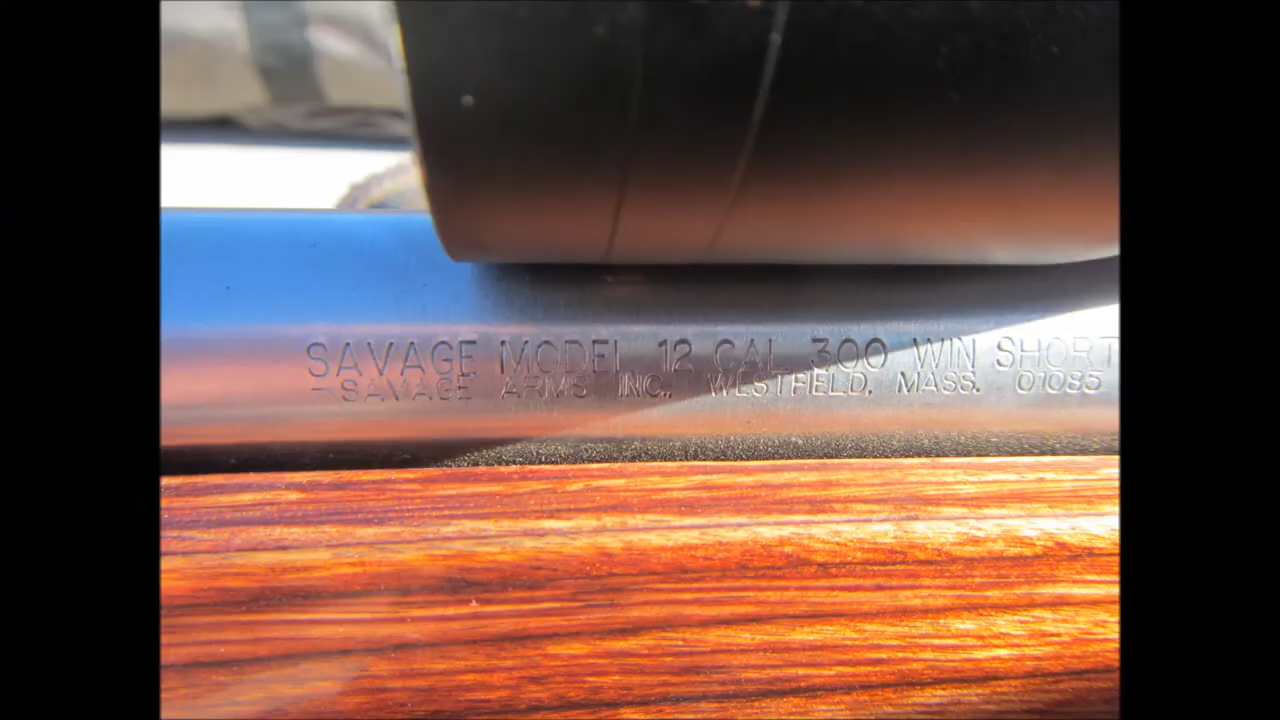 SAVAGE MODEL 12 CAL 300 WIN SHORT
—SAVAGE ARMS INC., WESTFIELD, MASS. 01085